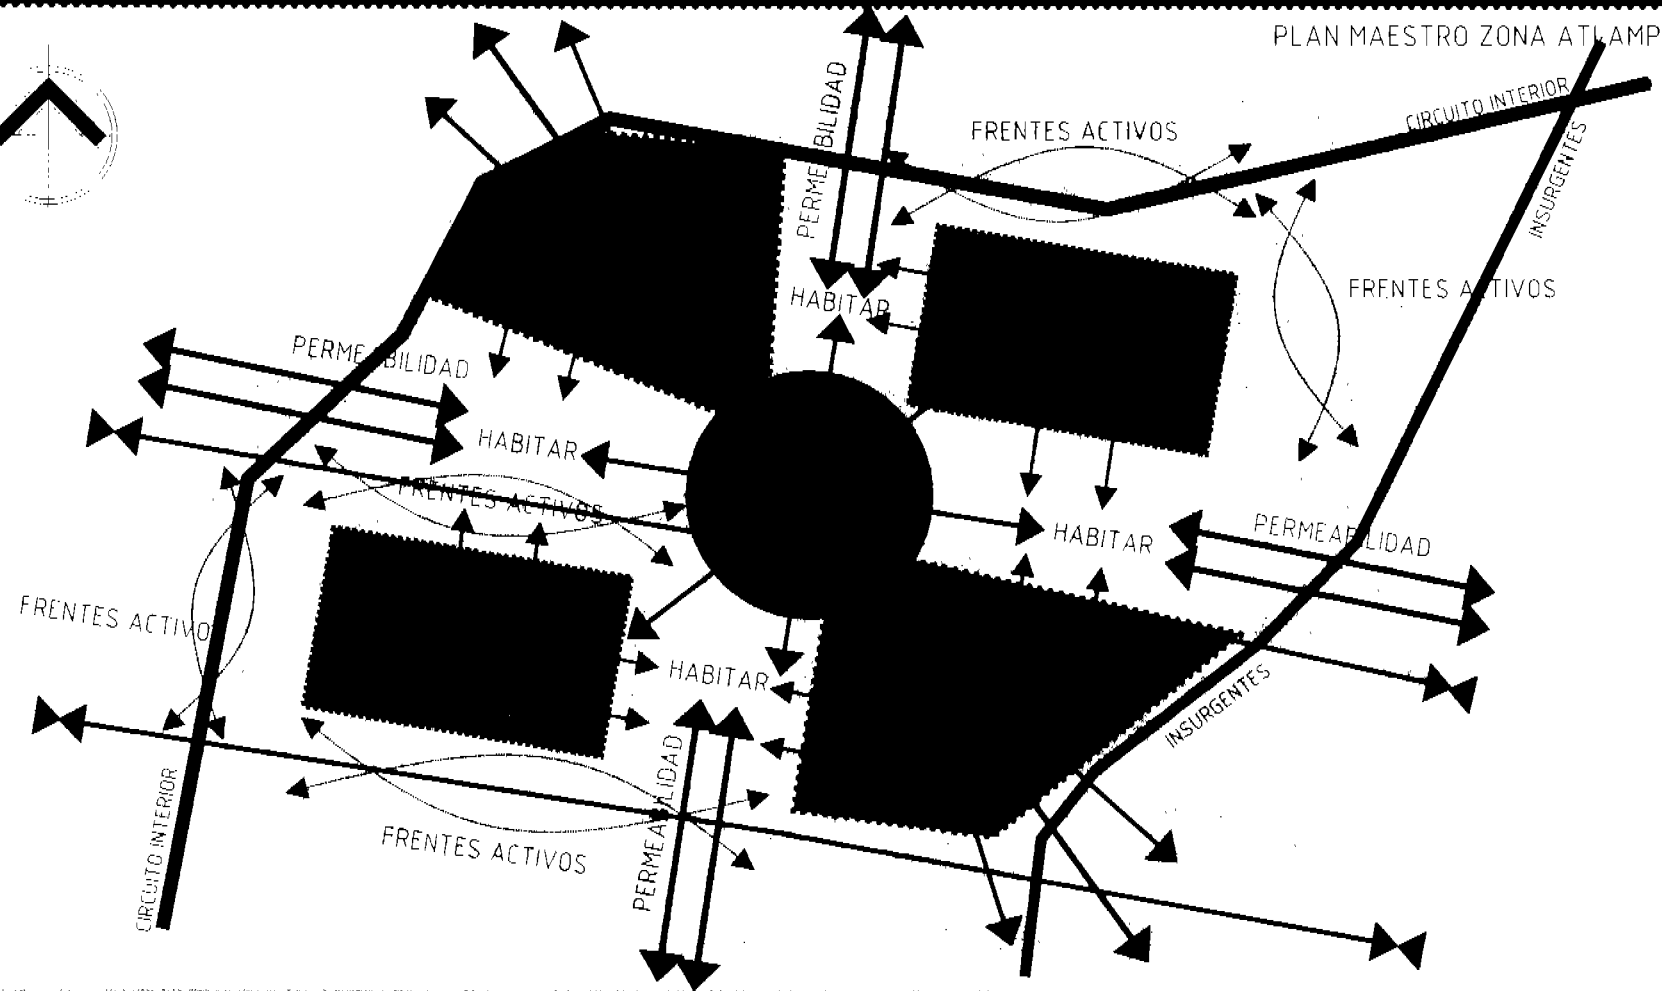 PLAN MAESTRO ZONA ATLAMP
CIRCUITO INTERIOR
INSURGENTES
FRENTES ACTIVOS
PERMEABILIDAD
HABITAR
FRENTES ACTIVOS
PERMEABILIDAD
HABITAR
FRENTES ACTIVOS
PERMEABILIDAD
HABITAR
FRENTES ACTIVO
HABITAR
INSURGENTES
PERMEABILIDAD
CIRCUITO INTERIOR
FRENTES ACTIVOS